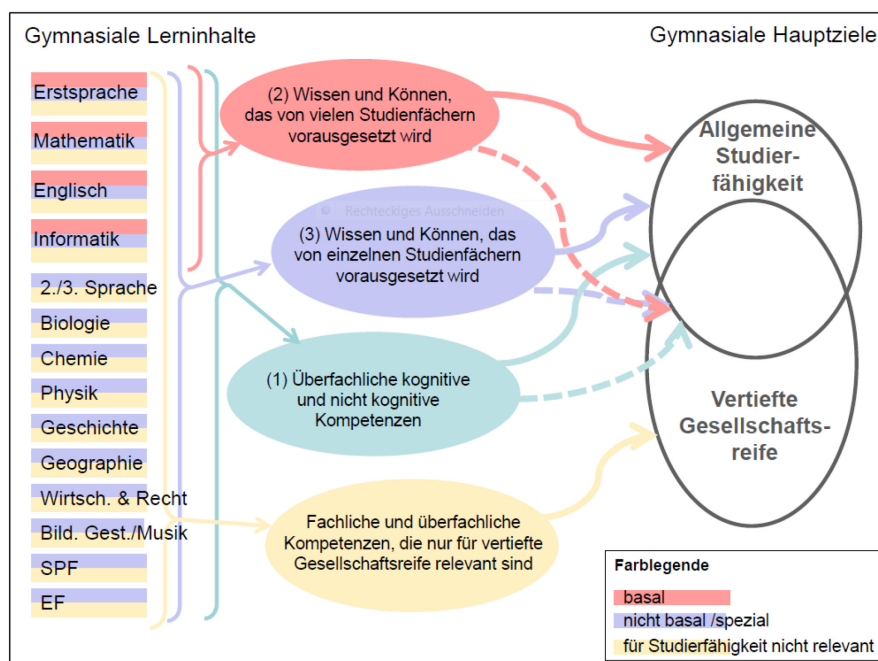 Gymnasiale Lerninhalte
Gymnasiale Hauptziele
Erstsprache
Mathematik
Englisch
Informatik
2./3. Sprache
Biologie
Chemie
Physik
Geschichte
Geographie
Wirtsch. & Recht
Bild. Gest./Musik
SPF
EF
(2) Wissen und Können,
das von vielen Studienfächern
vorausgesetzt wird
© Rechteckiges Ausschneiden
(3) Wissen und Können, das
von einzelnen Studienfächern
vorausgesetzt wird
(1) Überfachliche kognitive
und nicht kognitive
Kompetenzen
Fachliche und überfachliche
Kompetenzen, die nur für vertiefte
Gesellschaftsreife relevant sind
Allgemeine
Studier-
fähigkeit
Vertiefte
Gesellschafts-
reife
Farblegende
basal
nicht basal /spezial
für Studierfähigkeit nicht relevant